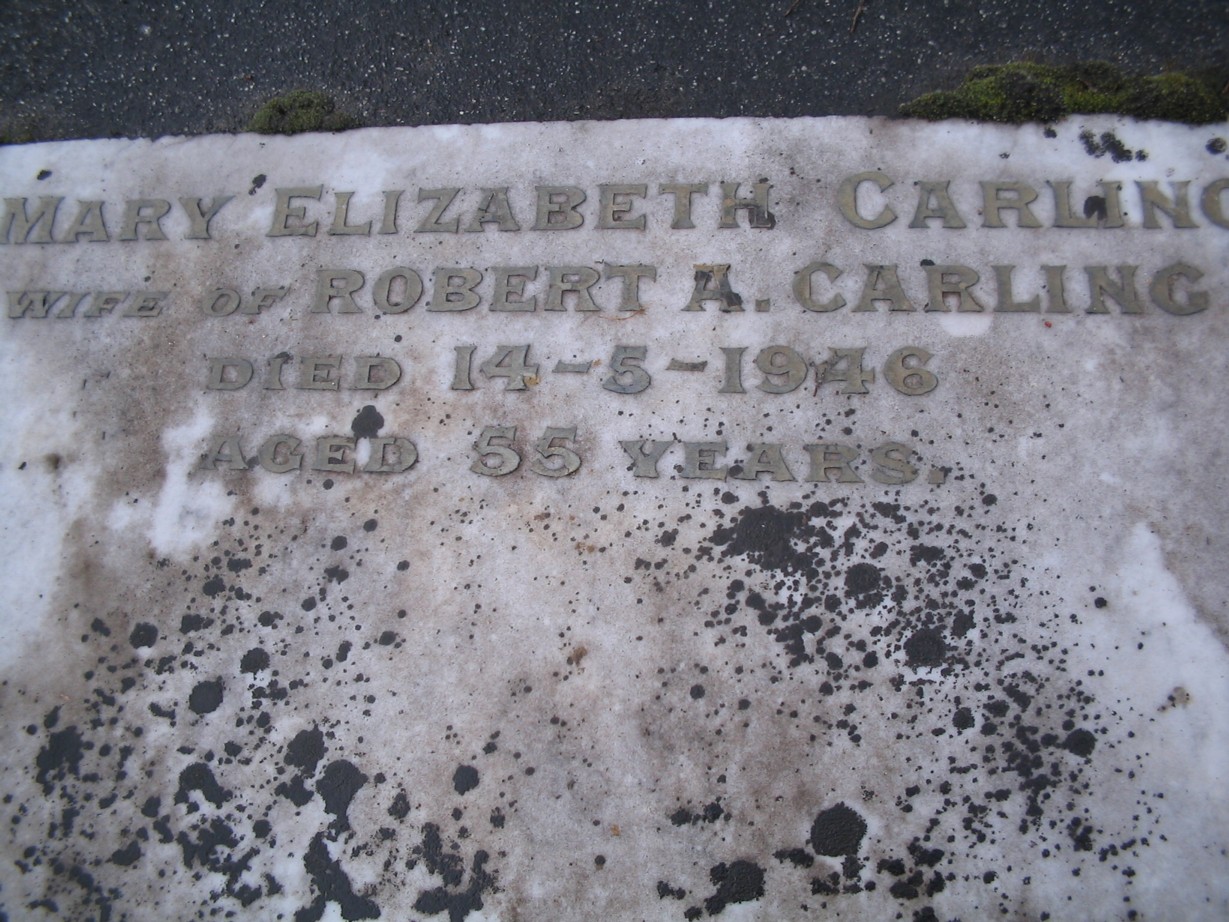 MARY ELIZABETH CARLING
WIFE OF ROBERT A. CARLING
DIED 14-5-1946
AGED 55 YEARS.